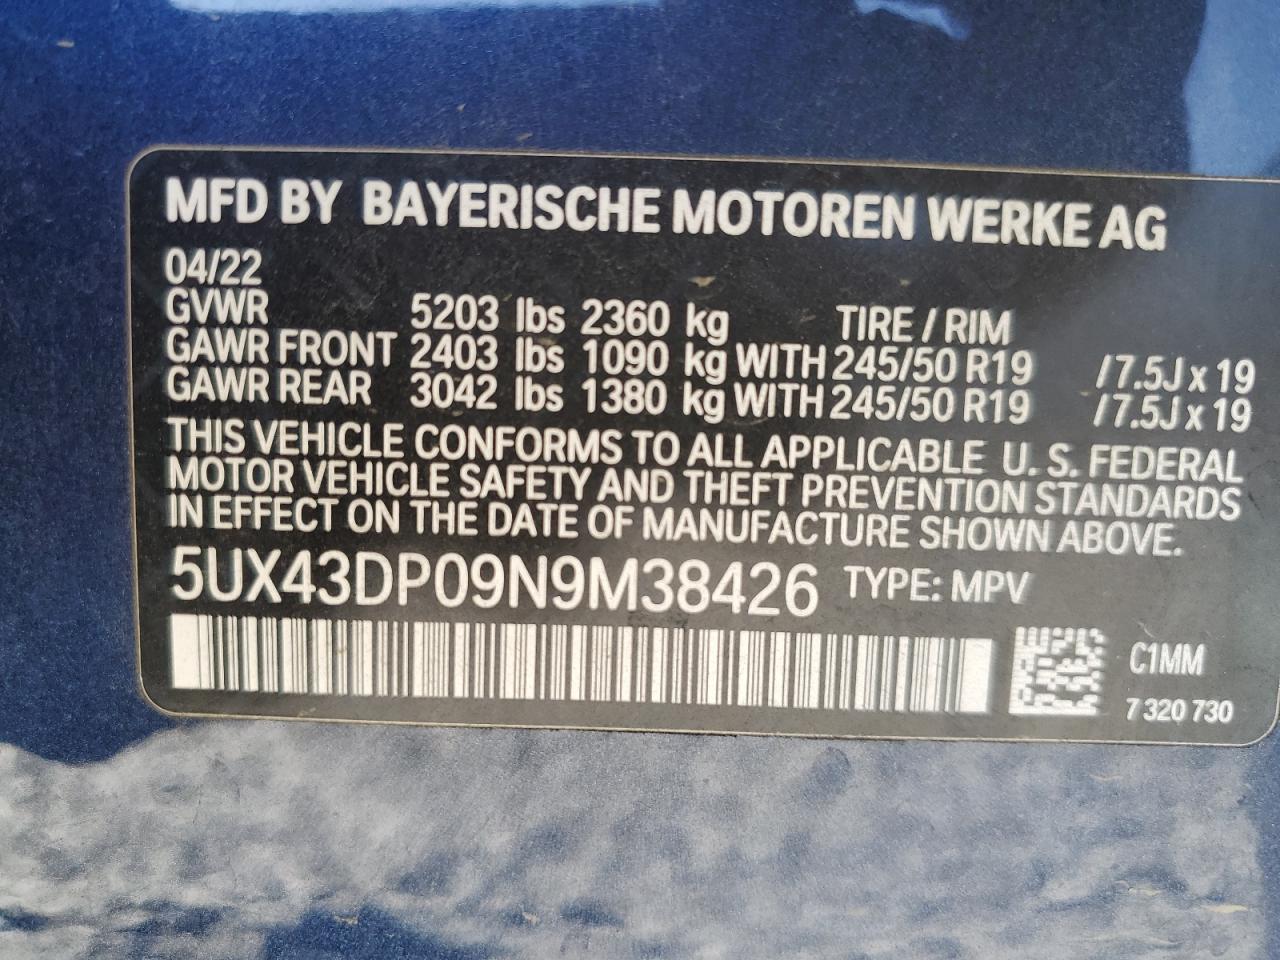 MFD BY BAYERISCHE MOTOREN WERKE AG
04/22
GVWR 5203 lbs 2360 kg TIRE / RIM
GAWR FRONT 2403 lbs 1090 kg WITH 245/50 R19 /7.5J x 19
GAWR REAR 3042 lbs 1380 kg WITH 245/50 R19 /7.5J x 19
THIS VEHICLE CONFORMS TO ALL APPLICABLE U. S. FEDERAL
MOTOR VEHICLE SAFETY AND THEFT PREVENTION STANDARDS
IN EFFECT ON THE DATE OF MANUFACTURE SHOWN ABOVE.
5UX43DP09N9M38426 TYPE: MPV
C1MM
7 320 730